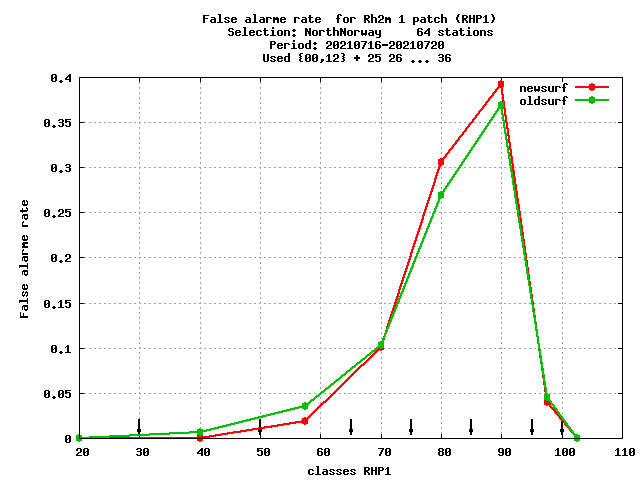 False alarme rate  for Rh2m 1 patch (RHP1)
Selection: NorthNorway     64 stations
Period: 20210716-20210720
Used {00,12} + 25 26 ... 36
newsurf
oldsurf
0.4
0.35
0.3
0.25
0.2
0.15
0.1
0.05
0
False alarme rate
20 30 40 50 60 70 80 90 100 110
classes RHP1